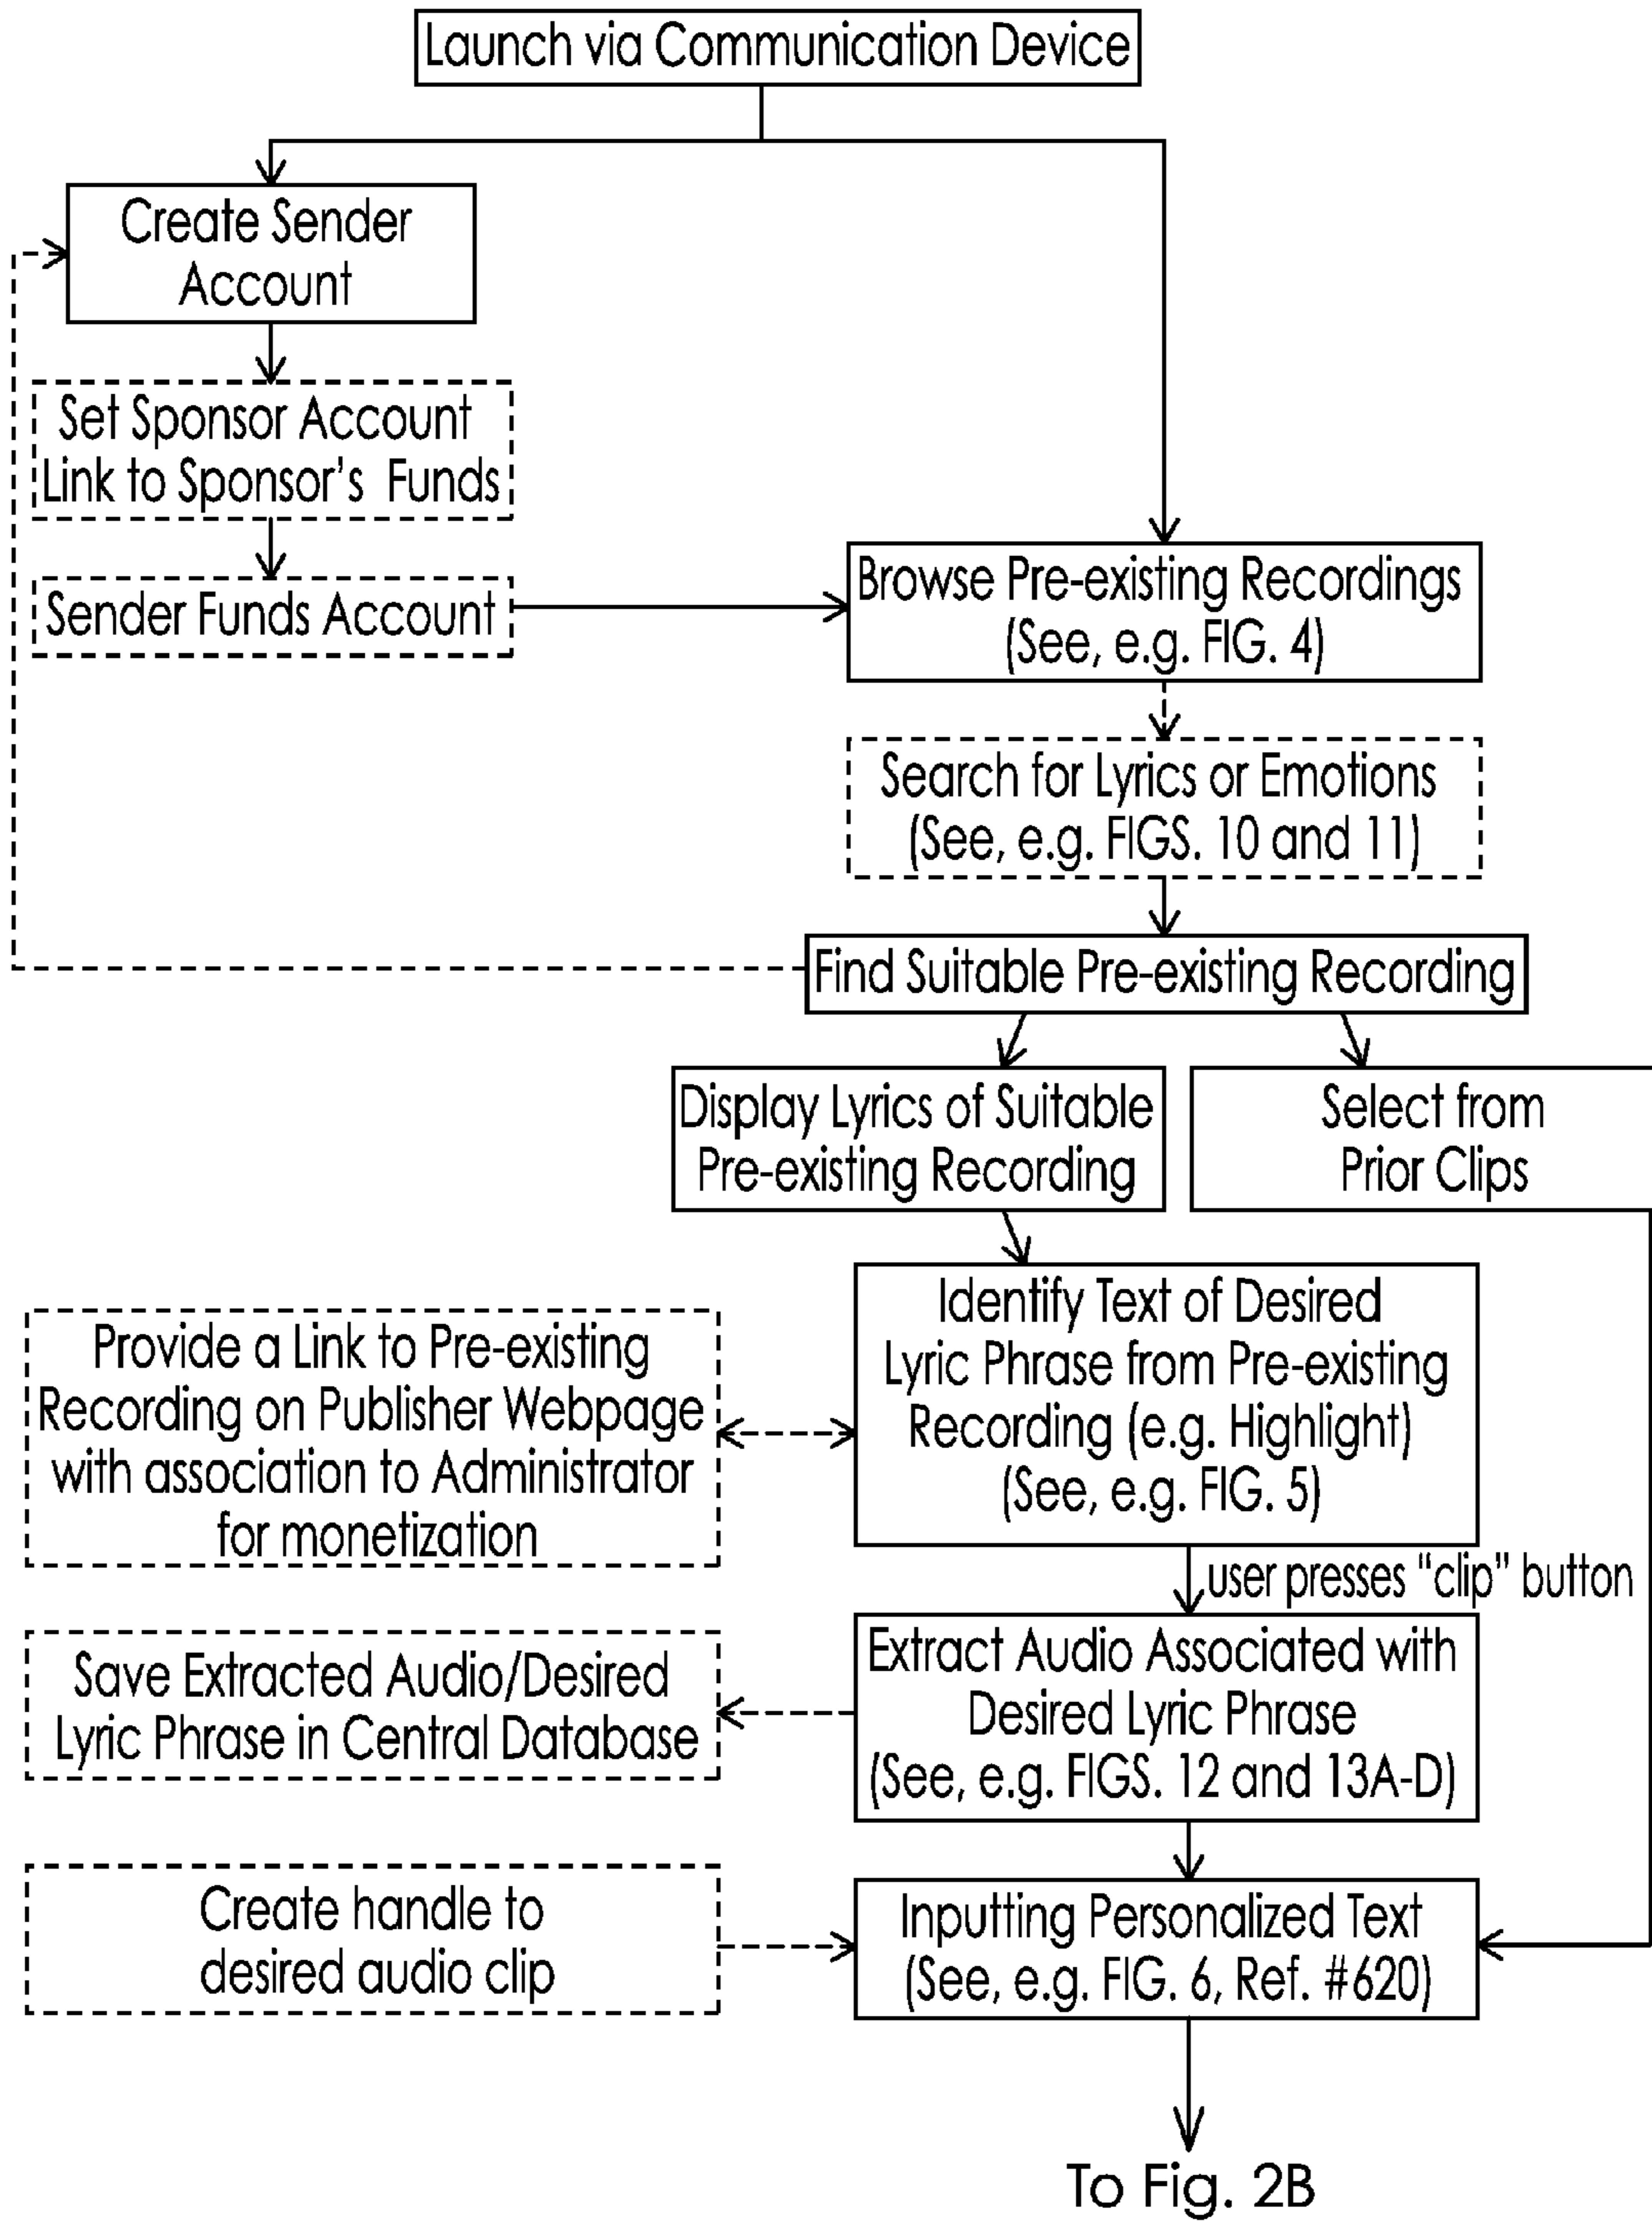 Launch via Communication Device
Create Sender
Account
Set Sponsor Account
Link to Sponsor's Funds
Sender Funds Account
Browse Pre-existing Recordings
(See, e.g. FIG. 4)
Search for Lyrics or Emotions
(See, e.g. FIGS. 10 and 11)
Find Suitable Pre-existing Recording
Display Lyrics of Suitable
Pre-existing Recording
Select from
Prior Clips
Identify Text of Desired
Lyric Phrase from Pre-existing
Recording (e.g. Highlight)
(See, e.g. FIG. 5)
Provide a Link to Pre-existing
Recording on Publisher Webpage
with association to Administrator
for monetization
user presses “clip” button
Extract Audio Associated with
Desired Lyric Phrase
(See, e.g. FIGS. 12 and 13A-D)
Save Extracted Audio/Desired
Lyric Phrase in Central Database
Create handle to
desired audio clip
Inputting Personalized Text
(See, e.g. FIG. 6, Ref. #620)
To Fig. 2B